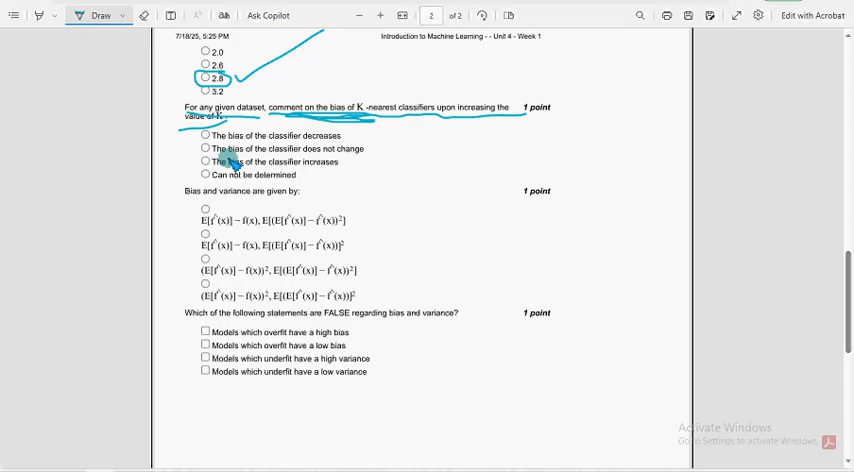 Draw
Ask Copilot
2
of 2
Edit with Acrobat
7/18/25, 5:25 PM
Introduction to Machine Learning - - Unit 4 - Week 1
2.0
2.6
2.8
3.2
For any given dataset, comment on the bias of K -nearest classifiers upon increasing the
1 point
value of K .
The bias of the classifier decreases
The bias of the classifier does not change
The bias of the classifier increases
Can not be determined
Bias and variance are given by:
1 point
E[f^(x)] − f(x), E[(E[f^(x)] − f^(x))²]
E[f^(x)] − f(x), E[(E[f^(x)] − f^(x))]²
(E[f^(x)] − f(x))², E[(E[f^(x)] − f^(x))²]
(E[f^(x)] − f(x))², E[(E[f^(x)] − f^(x))]²
Which of the following statements are FALSE regarding bias and variance?
1 point
Models which overfit have a high bias
Models which overfit have a low bias
Models which underfit have a high variance
Models which underfit have a low variance
Activate Windows
Go to Settings to activate Windows.